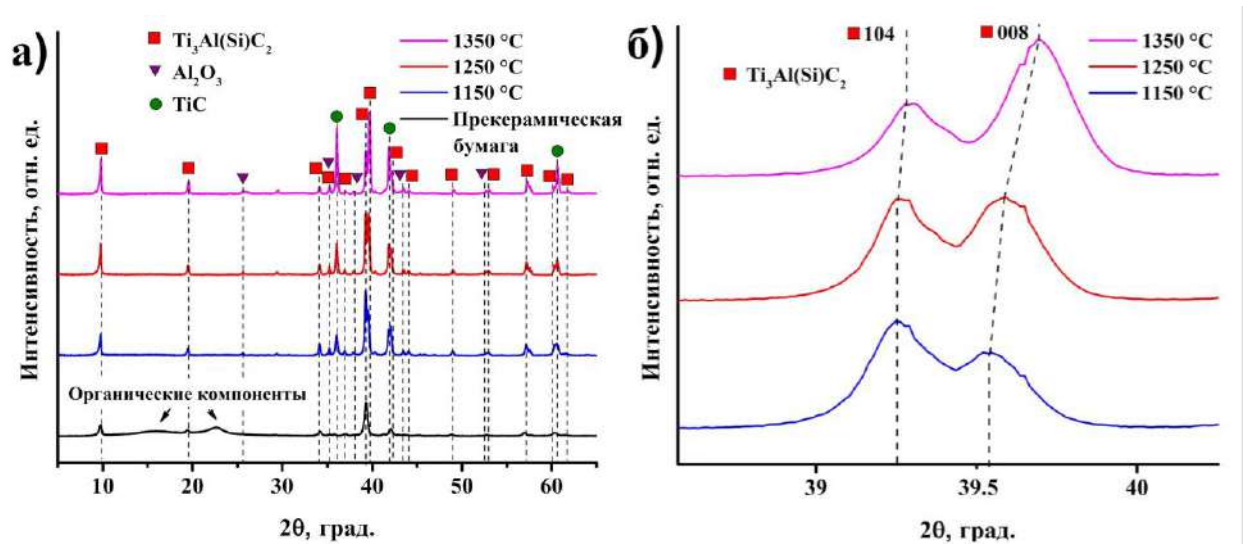 а)
Ti₃Al(Si)C₂
Al₂O₃
TiC
1350 °C
1250 °C
1150 °C
Прекерамическая
бумага
Органические компоненты
Интенсивность, отн. ед.
10 20 30 40 50 60
2θ, град.
б)
104
008
Ti₃Al(Si)C₂
1350 °C
1250 °C
1150 °C
Интенсивность, отн. ед.
39 39.5 40
2θ, град.